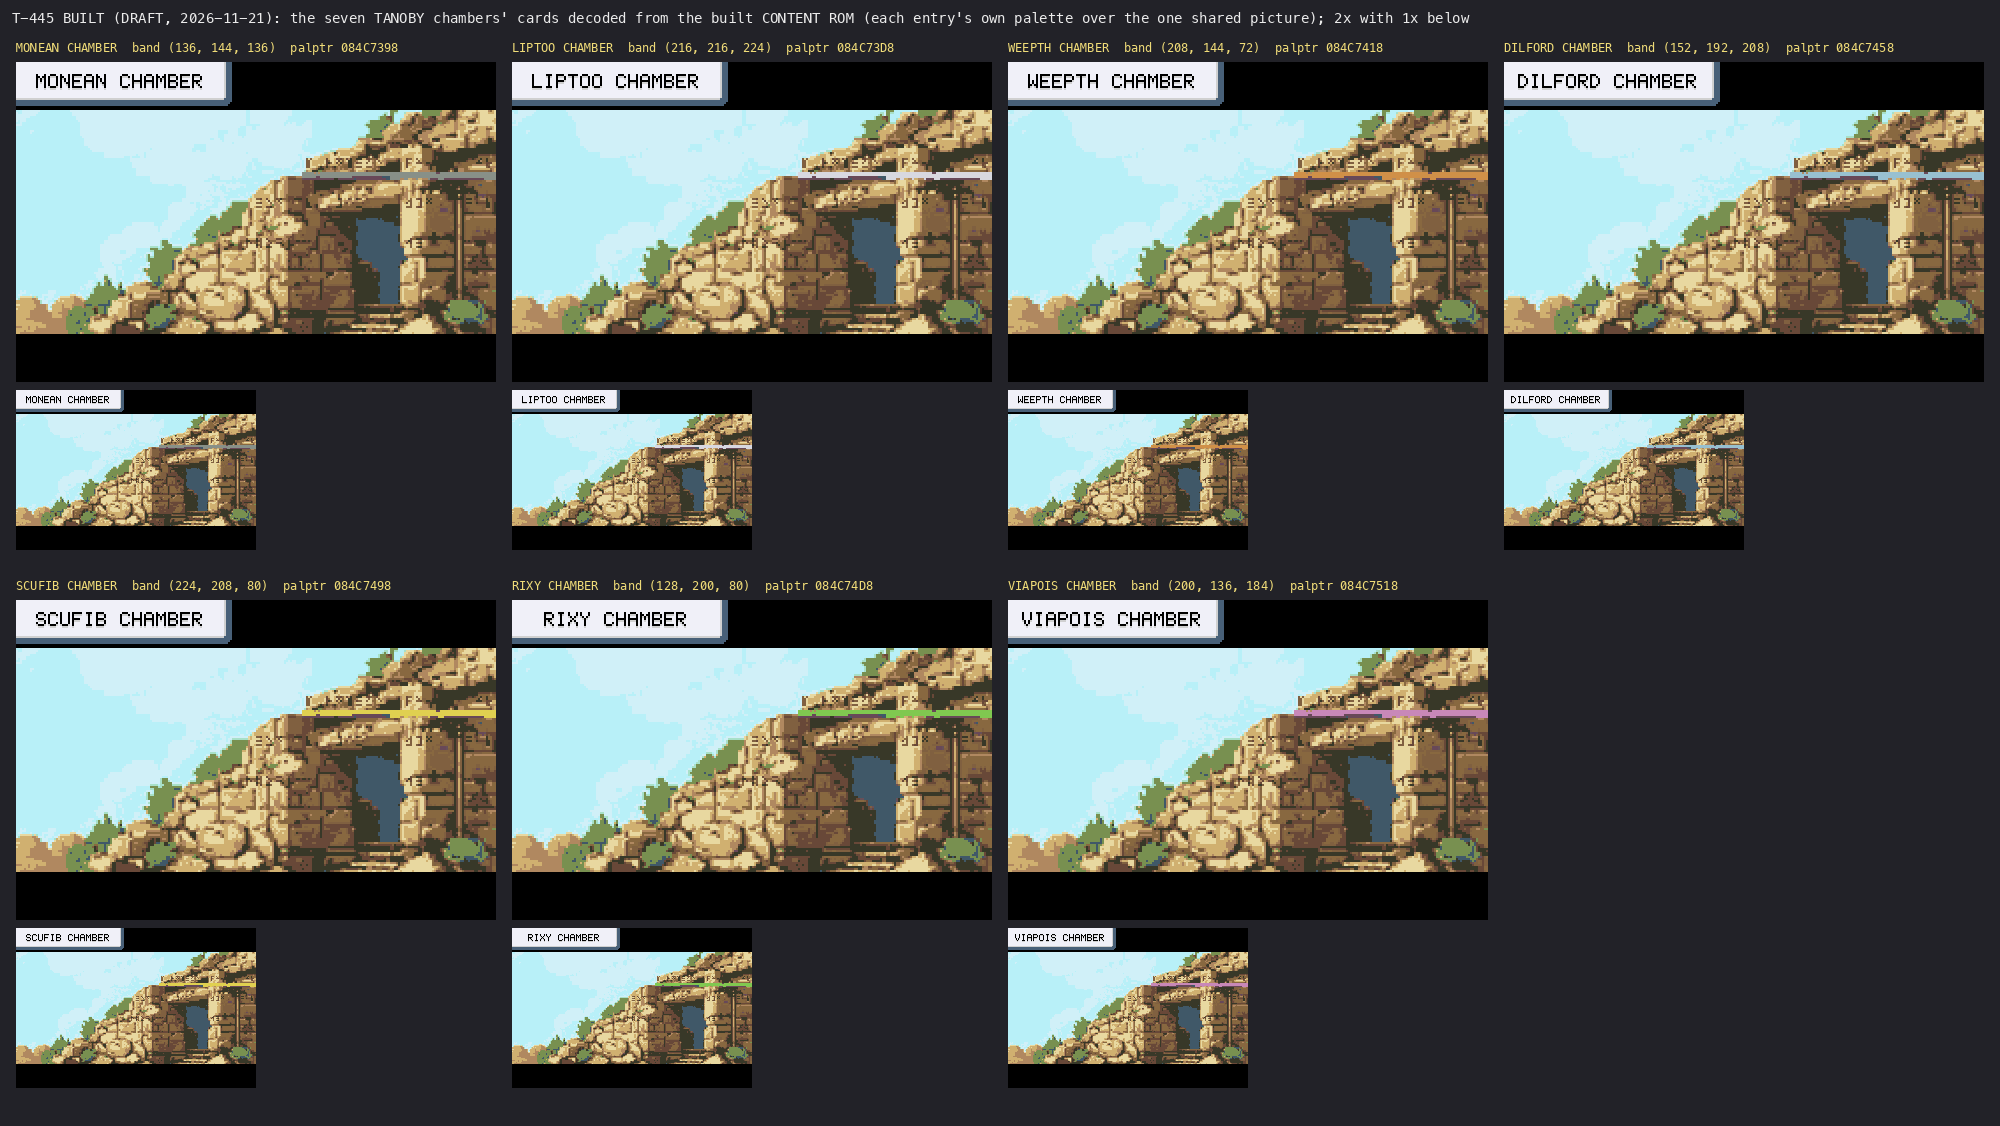 T-445 BUILT (DRAFT, 2026-11-21): the seven TANOBY chambers' cards decoded from the built CONTENT ROM (each entry's own palette over the one shared picture); 2x with 1x below
MONEAN CHAMBER band (136, 144, 136) palptr 084C7398
LIPTOO CHAMBER band (216, 216, 224) palptr 084C73D8
WEEPTH CHAMBER band (208, 144, 72) palptr 084C7418
DILFORD CHAMBER band (152, 192, 208) palptr 084C7458
MONEAN CHAMBER
LIPTOO CHAMBER
WEEPTH CHAMBER
DILFORD CHAMBER
MONEAN CHAMBER
LIPTOO CHAMBER
WEEPTH CHAMBER
DILFORD CHAMBER
SCUFIB CHAMBER band (224, 208, 80) palptr 084C7498
RIXY CHAMBER band (128, 200, 80) palptr 084C74D8
VIAPOIS CHAMBER band (200, 136, 184) palptr 084C7518
SCUFIB CHAMBER
RIXY CHAMBER
VIAPOIS CHAMBER
SCUFIB CHAMBER
RIXY CHAMBER
VIAPOIS CHAMBER